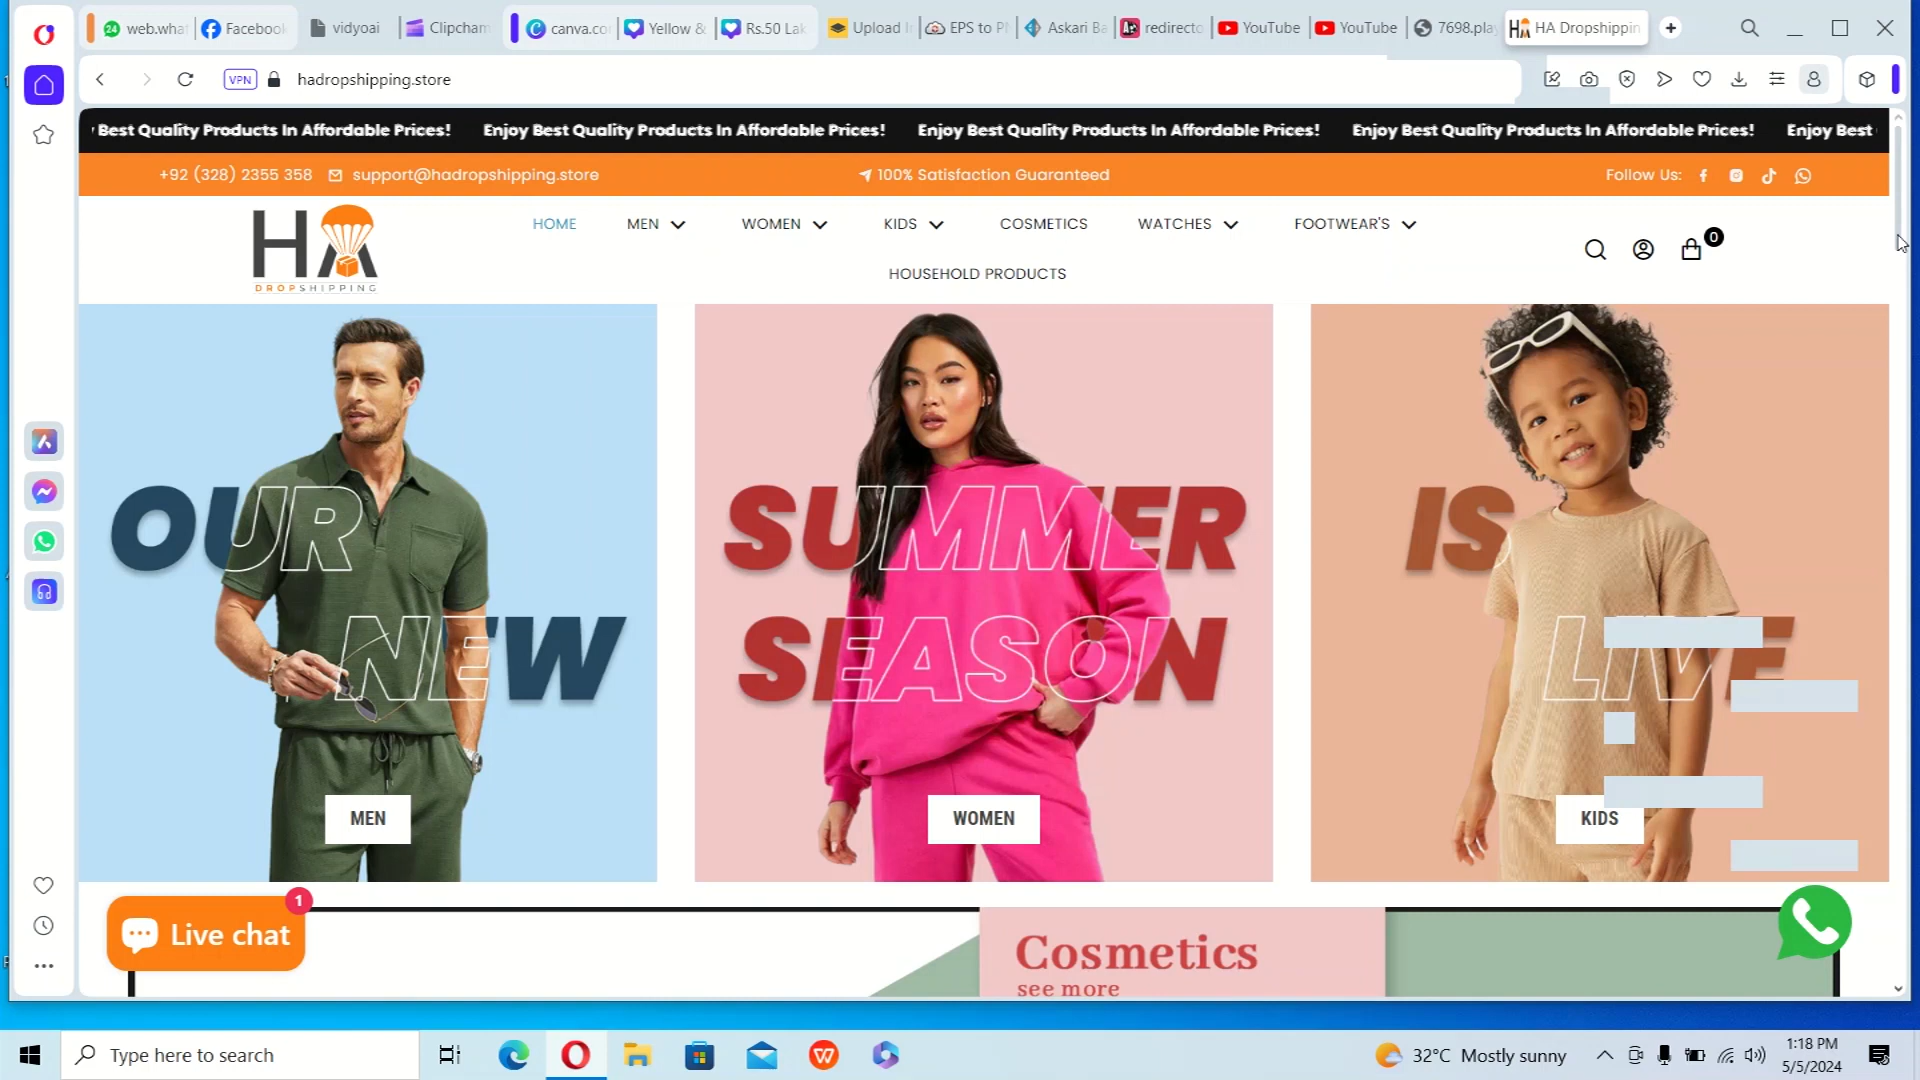 web.wha
Facebook
vidyoai
Clipcham
canva.co
Yellow &
Rs.50 Lak
Upload I
EPS to P
Askari Ba
redirecto
YouTube
YouTube
7698.pla
HA Dropshippin
VPN
hadropshipping.store
Best Quality Products In Affordable Prices! Enjoy Best Quality Products In Affordable Prices! Enjoy Best Quality Products In Affordable Prices! Enjoy Best Quality Products In Affordable Prices! Enjoy Best
+92 (328) 2355 358 support@hadropshipping.store 100% Satisfaction Guaranteed Follow Us:
HA
DROPSHIPPING
HOME MEN WOMEN KIDS COSMETICS WATCHES FOOTWEAR'S
HOUSEHOLD PRODUCTS
0
OUR
NEW
MEN
SUMMER
SEASON
WOMEN
IS
LIVE
KIDS
1
Live chat
Cosmetics
see more
Type here to search
32°C Mostly sunny
1:18 PM
5/5/2024